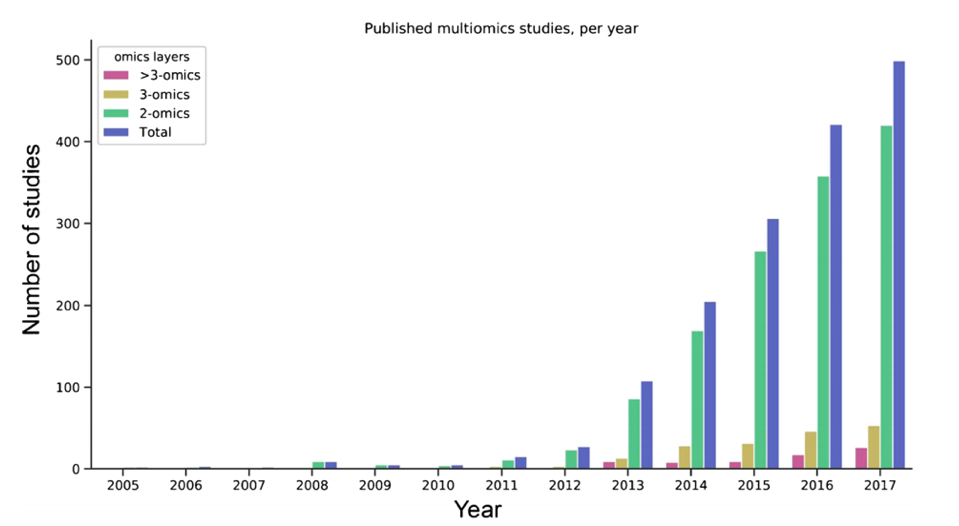 Published multiomics studies, per year
omics layers
>3-omics
3-omics
2-omics
Total
500
400
300
200
100
0
Number of studies
2005 2006 2007 2008 2009 2010 2011 2012 2013 2014 2015 2016 2017
Year